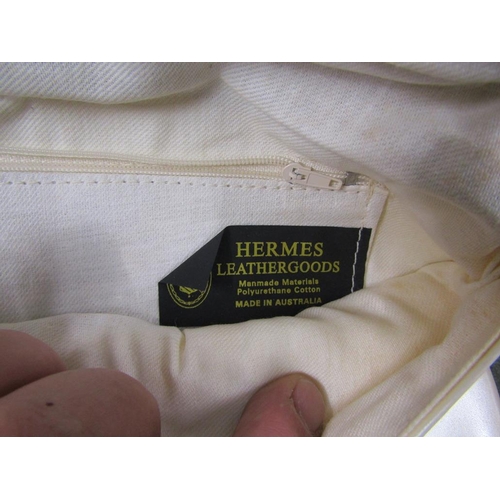 HERMES
LEATHERGOODS
Manmade Materials
Polyurethane Cotton
MADE IN AUSTRALIA